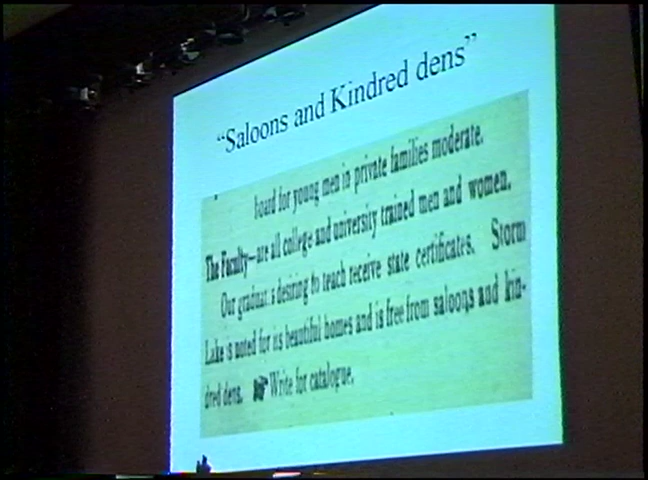 “Saloons and Kindred dens”
board for young men in private families moderate.
The Faculty—are all college and university trained men and women.
Our graduates desiring to teach receive state certificates. Storm
Lake is noted for its beautiful homes and is free from saloons and kin-
dred dens. ☛ Write for catalogue.